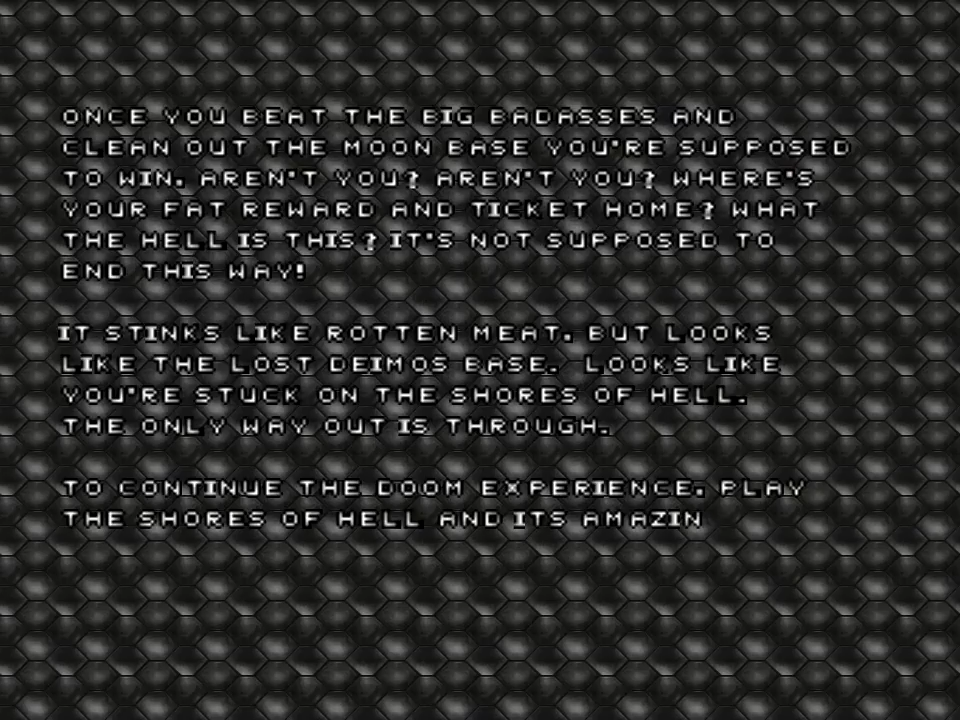 ONCE YOU BEAT THE BIG BADASSES AND
CLEAN OUT THE MOON BASE YOU'RE SUPPOSED
TO WIN. AREN'T YOU? AREN'T YOU? WHERE'S
YOUR FAT REWARD AND TICKET HOME? WHAT
THE HELL IS THIS? IT'S NOT SUPPOSED TO
END THIS WAY!
IT STINKS LIKE ROTTEN MEAT. BUT LOOKS
LIKE THE LOST DEIMOS BASE. LOOKS LIKE
YOU'RE STUCK ON THE SHORES OF HELL.
THE ONLY WAY OUT IS THROUGH.
TO CONTINUE THE DOOM EXPERIENCE. PLAY
THE SHORES OF HELL AND ITS AMAZIN